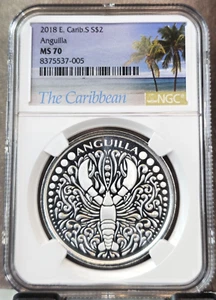 2018 E. Carib.S S$2
Anguilla
MS 70
8375537-005
The Caribbean
NGC
ANGUILLA